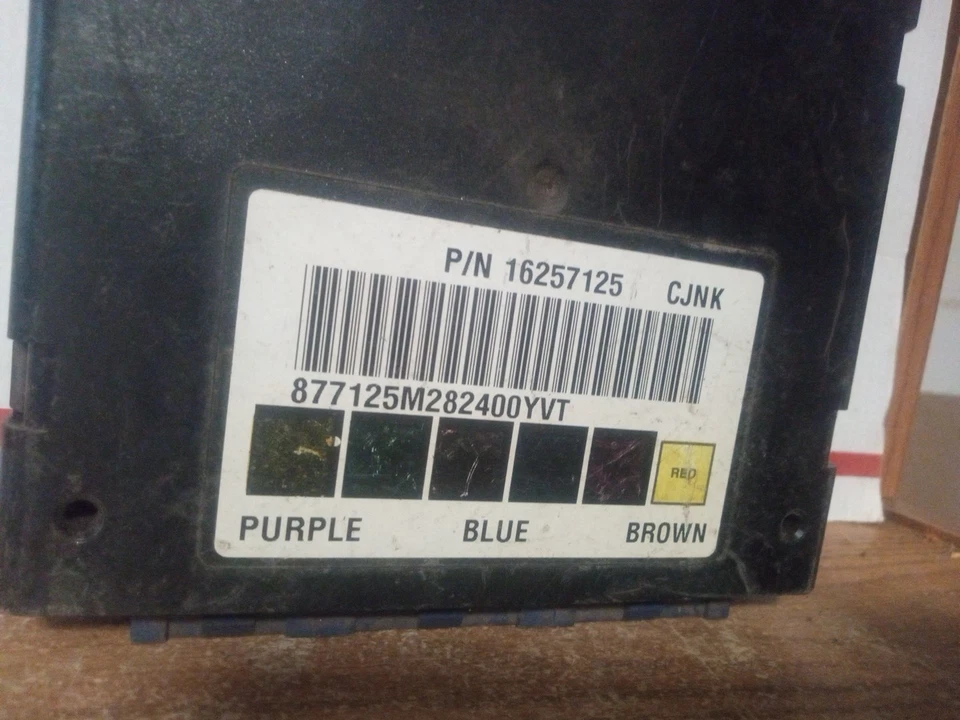 P/N 16257125 CJNK
877125M282400YVT
RED
PURPLE BLUE BROWN